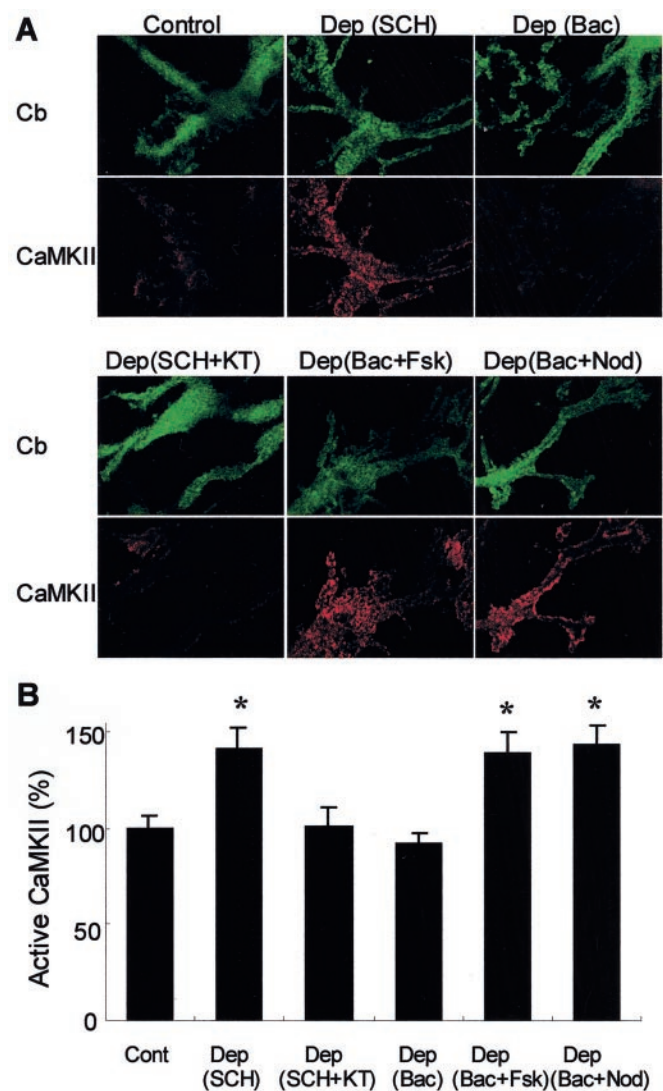 A
Control Dep (SCH) Dep (Bac)
Cb
CaMKII
Dep(SCH+KT) Dep(Bac+Fsk) Dep(Bac+Nod)
Cb
CaMKII
B
* * *
Active CaMKII (%)
150
100
50
0
Cont Dep Dep Dep Dep Dep
(SCH) (SCH+KT) (Bac) (Bac+Fsk) (Bac+Nod)